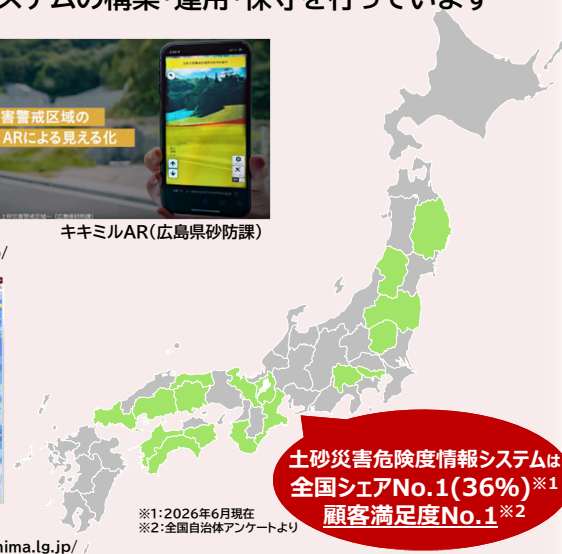 ステムの構築・運用・保守を行っています
害警戒区域の
ARによる見える化
キキミルAR(広島県砂防課)
土砂災害危険度情報システムは
全国シェアNo.1(36%)※1
顧客満足度No.1※2
※1:2026年6月現在
※2:全国自治体アンケートより
hima.lg.jp/